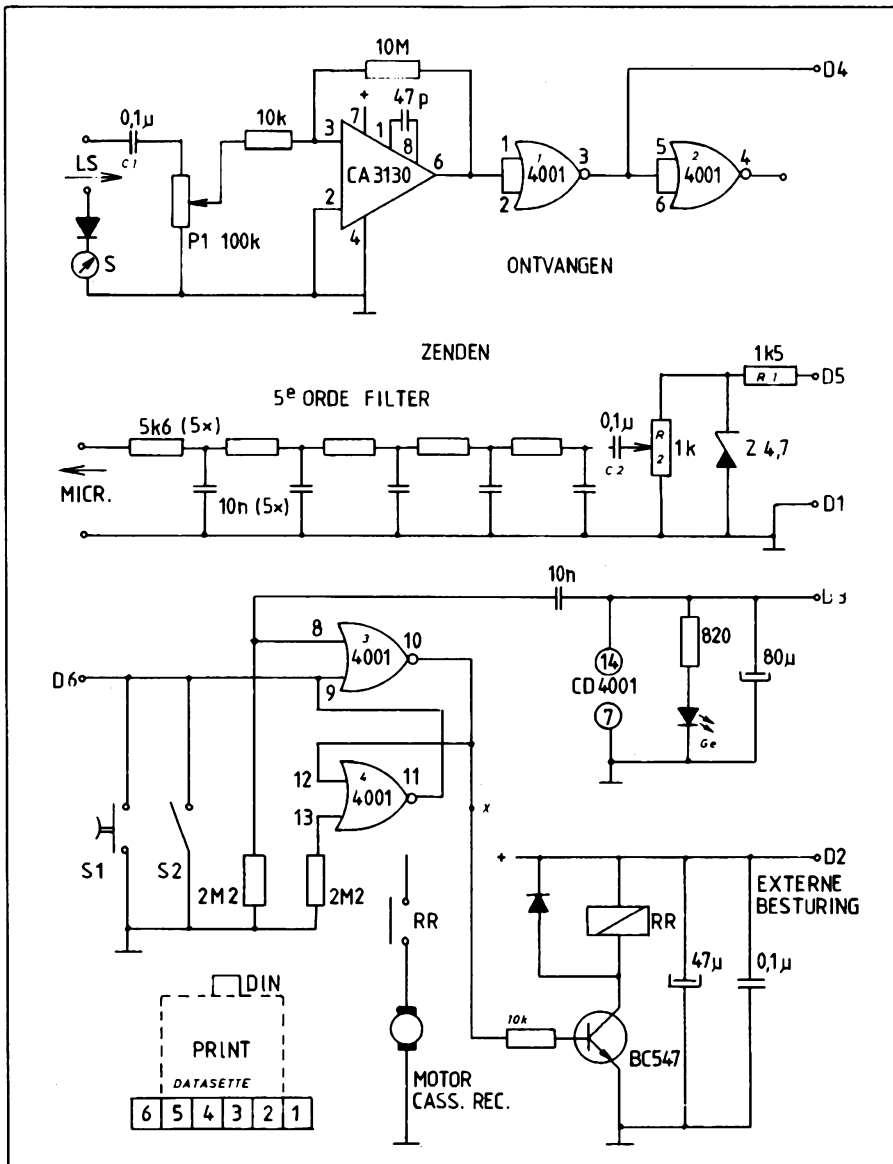 10M
+
47p
0,1µ
10k
3
7
1
8
D4
C1
LS
CA3130
6
1
1
4001
3
5
2
4001
4
2
2
6
P1 100k
4
S
ONTVANGEN
ZENDEN
1k5
R1
D5
5e ORDE FILTER
5k6 (5x)
0,1µ
C2
R2
1k
Z 4,7
MICR.
10n (5x)
D1
10n
8
3
4001
10
820
80µ
D6
9
14
CD4001
7
Ge
12
4
4001
11
13
x
S1
S2
2M2
2M2
+
D2
EXTERNE
BESTURING
RR
RR
47µ
0,1µ
DIN
PRINT
DATASETTE
10k
BC547
6 5 4 3 2 1
MOTOR
CASS. REC.